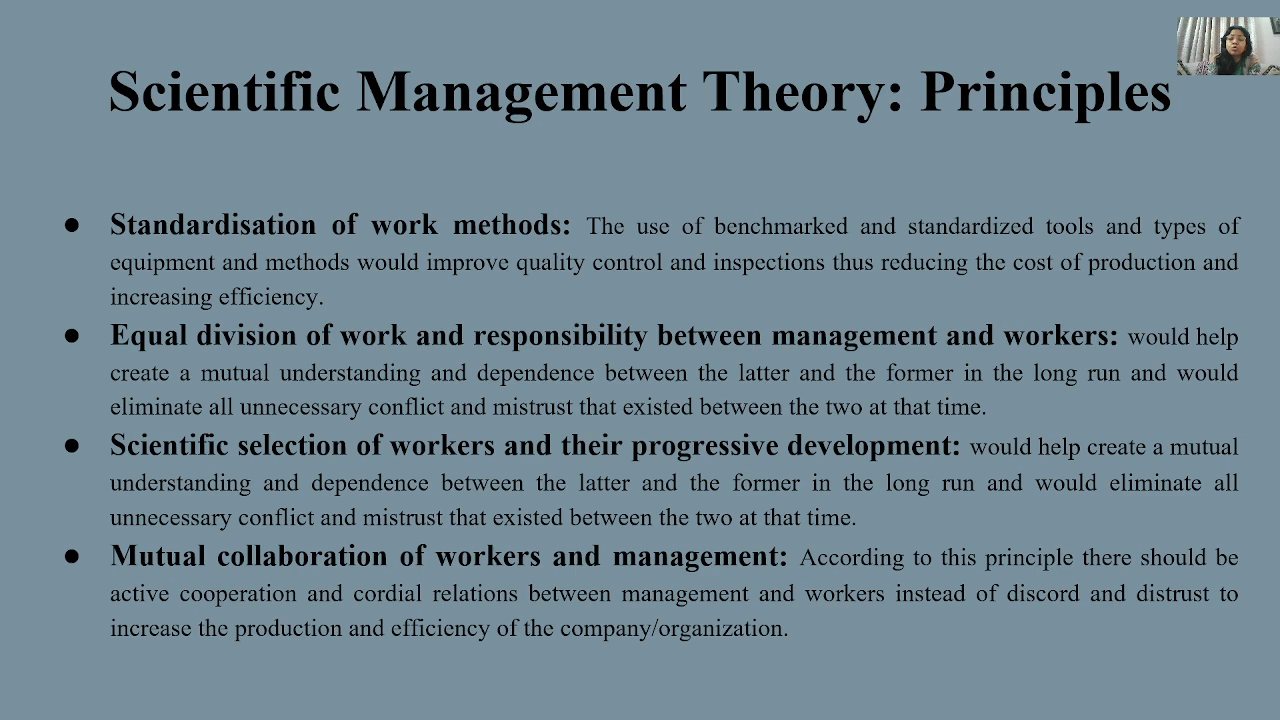 Scientific Management Theory: Principles
● Standardisation of work methods: The use of benchmarked and standardized tools and types of
equipment and methods would improve quality control and inspections thus reducing the cost of production and
increasing efficiency.
● Equal division of work and responsibility between management and workers: would help
create a mutual understanding and dependence between the latter and the former in the long run and would
eliminate all unnecessary conflict and mistrust that existed between the two at that time.
● Scientific selection of workers and their progressive development: would help create a mutual
understanding and dependence between the latter and the former in the long run and would eliminate all
unnecessary conflict and mistrust that existed between the two at that time.
● Mutual collaboration of workers and management: According to this principle there should be
active cooperation and cordial relations between management and workers instead of discord and distrust to
increase the production and efficiency of the company/organization.